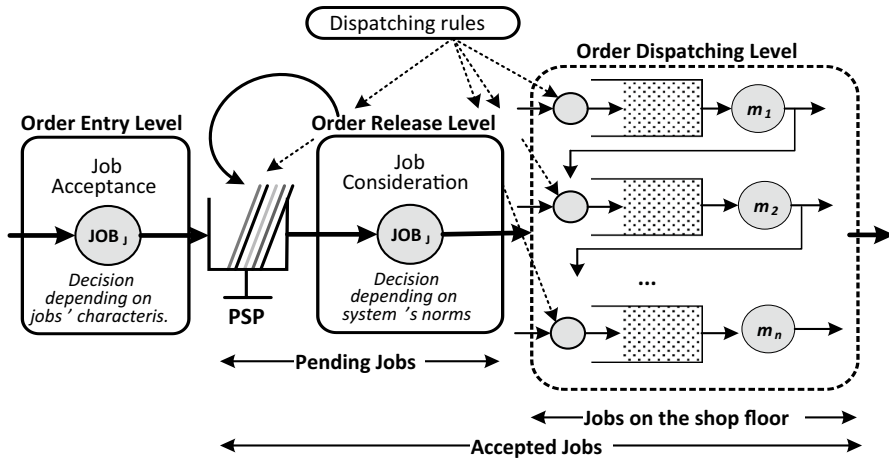 Dispatching rules
Order Dispatching Level
Order Entry Level
Order Release Level
Job
Acceptance
JOB J
Decision
depending on
jobs ' characteris.
PSP
Job
Consideration
JOB J
Decision
depending on
system 's norms
m1
m2
...
mn
Pending Jobs
Jobs on the shop floor
Accepted Jobs